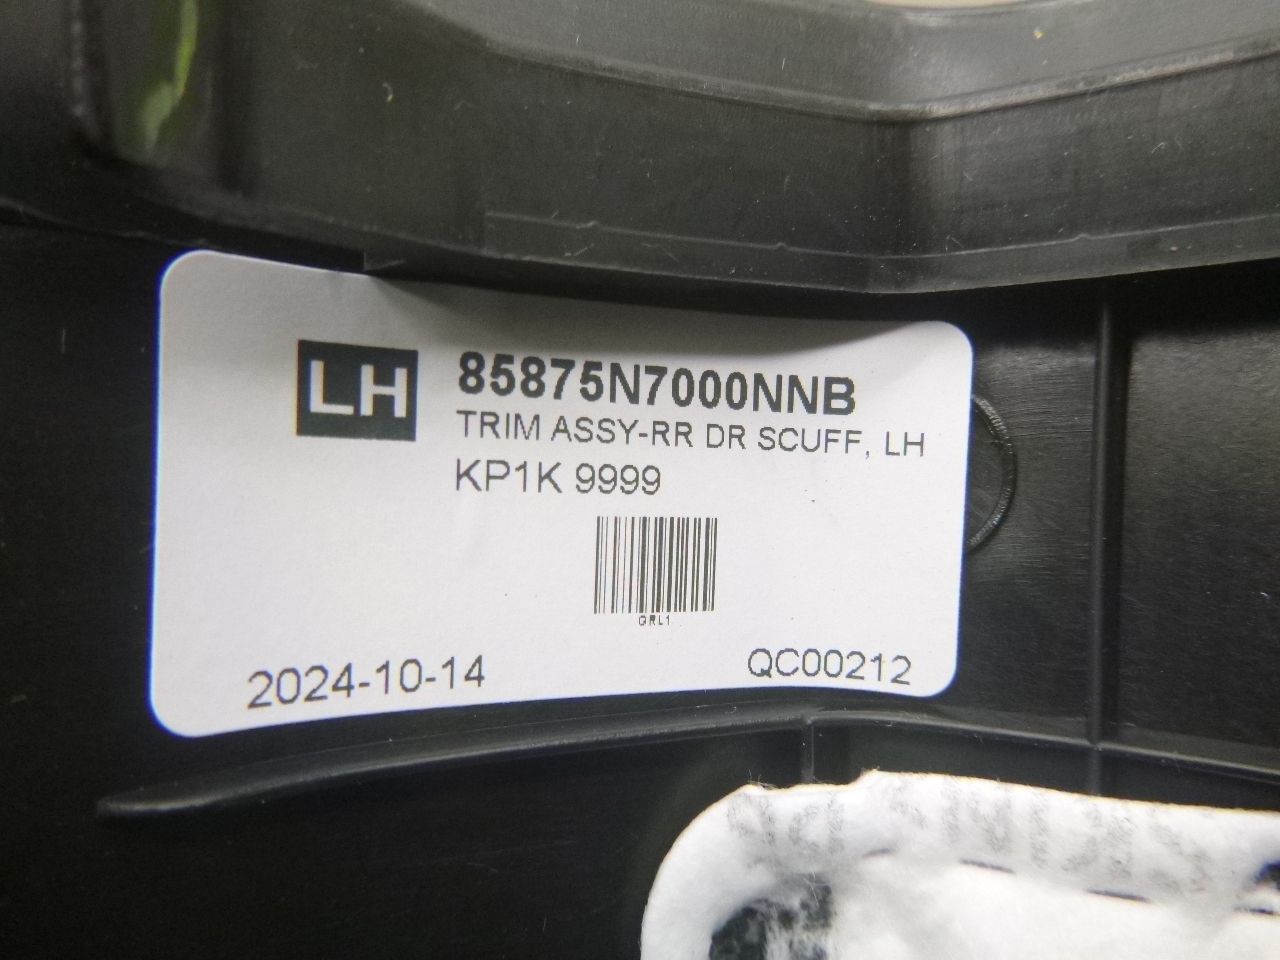 LH
85875N7000NNB
TRIM ASSY-RR DR SCUFF, LH
KP1K 9999
GRL1
2024-10-14
QC00212